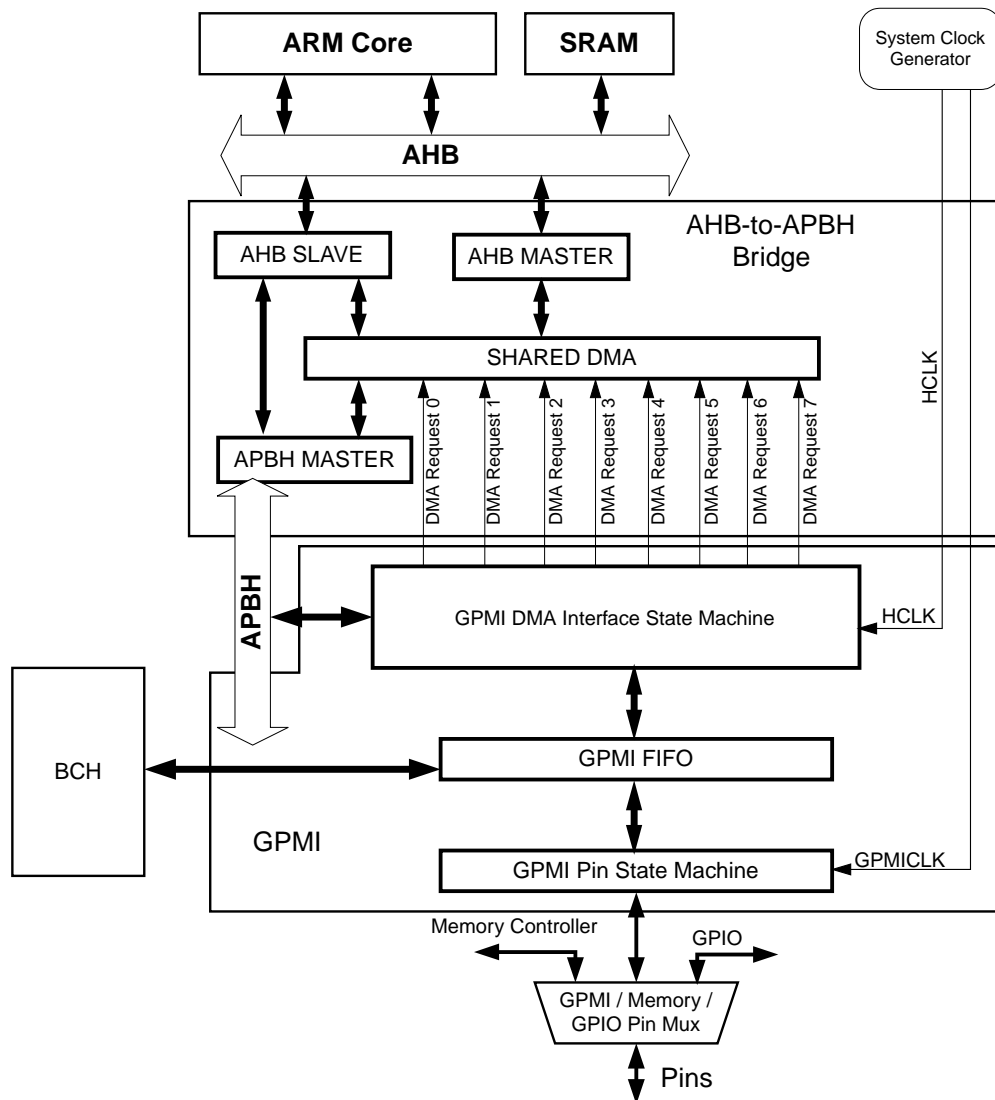 ARM Core
SRAM
System Clock
Generator
AHB
AHB-to-APBH
Bridge
AHB SLAVE
AHB MASTER
SHARED DMA
HCLK
DMA Request 0
DMA Request 1
DMA Request 2
DMA Request 3
DMA Request 4
DMA Request 5
DMA Request 6
DMA Request 7
APBH MASTER
APBH
GPMI DMA Interface State Machine
HCLK
BCH
GPMI FIFO
GPMI
GPMI Pin State Machine
GPMICLK
Memory Controller
GPIO
GPMI / Memory /
GPIO Pin Mux
Pins